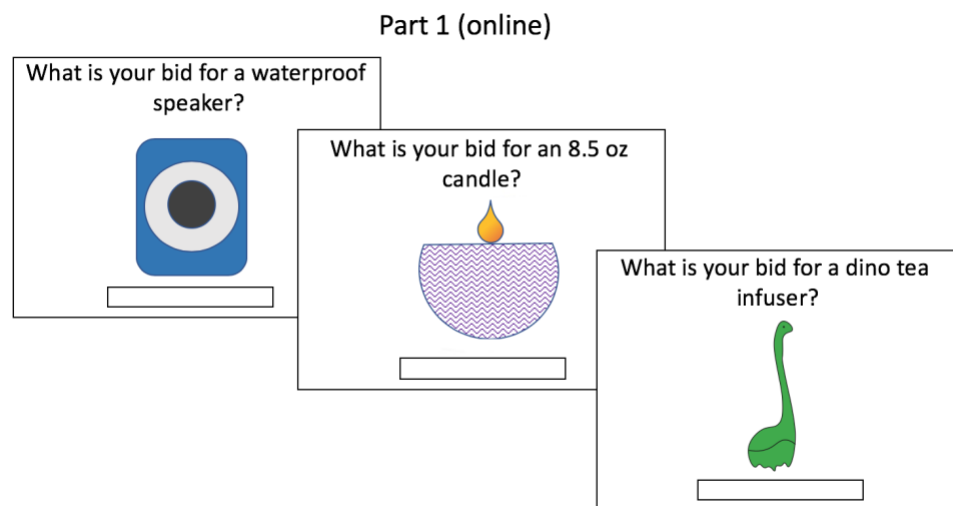 Part 1 (online)
What is your bid for a waterproof
speaker?
What is your bid for an 8.5 oz
candle?
What is your bid for a dino tea
infuser?